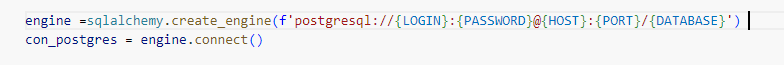 engine =sqlalchemy.create_engine(f'postgresql://{LOGIN}:{PASSWORD}@{HOST}:{PORT}/{DATABASE}')
con_postgres = engine.connect()